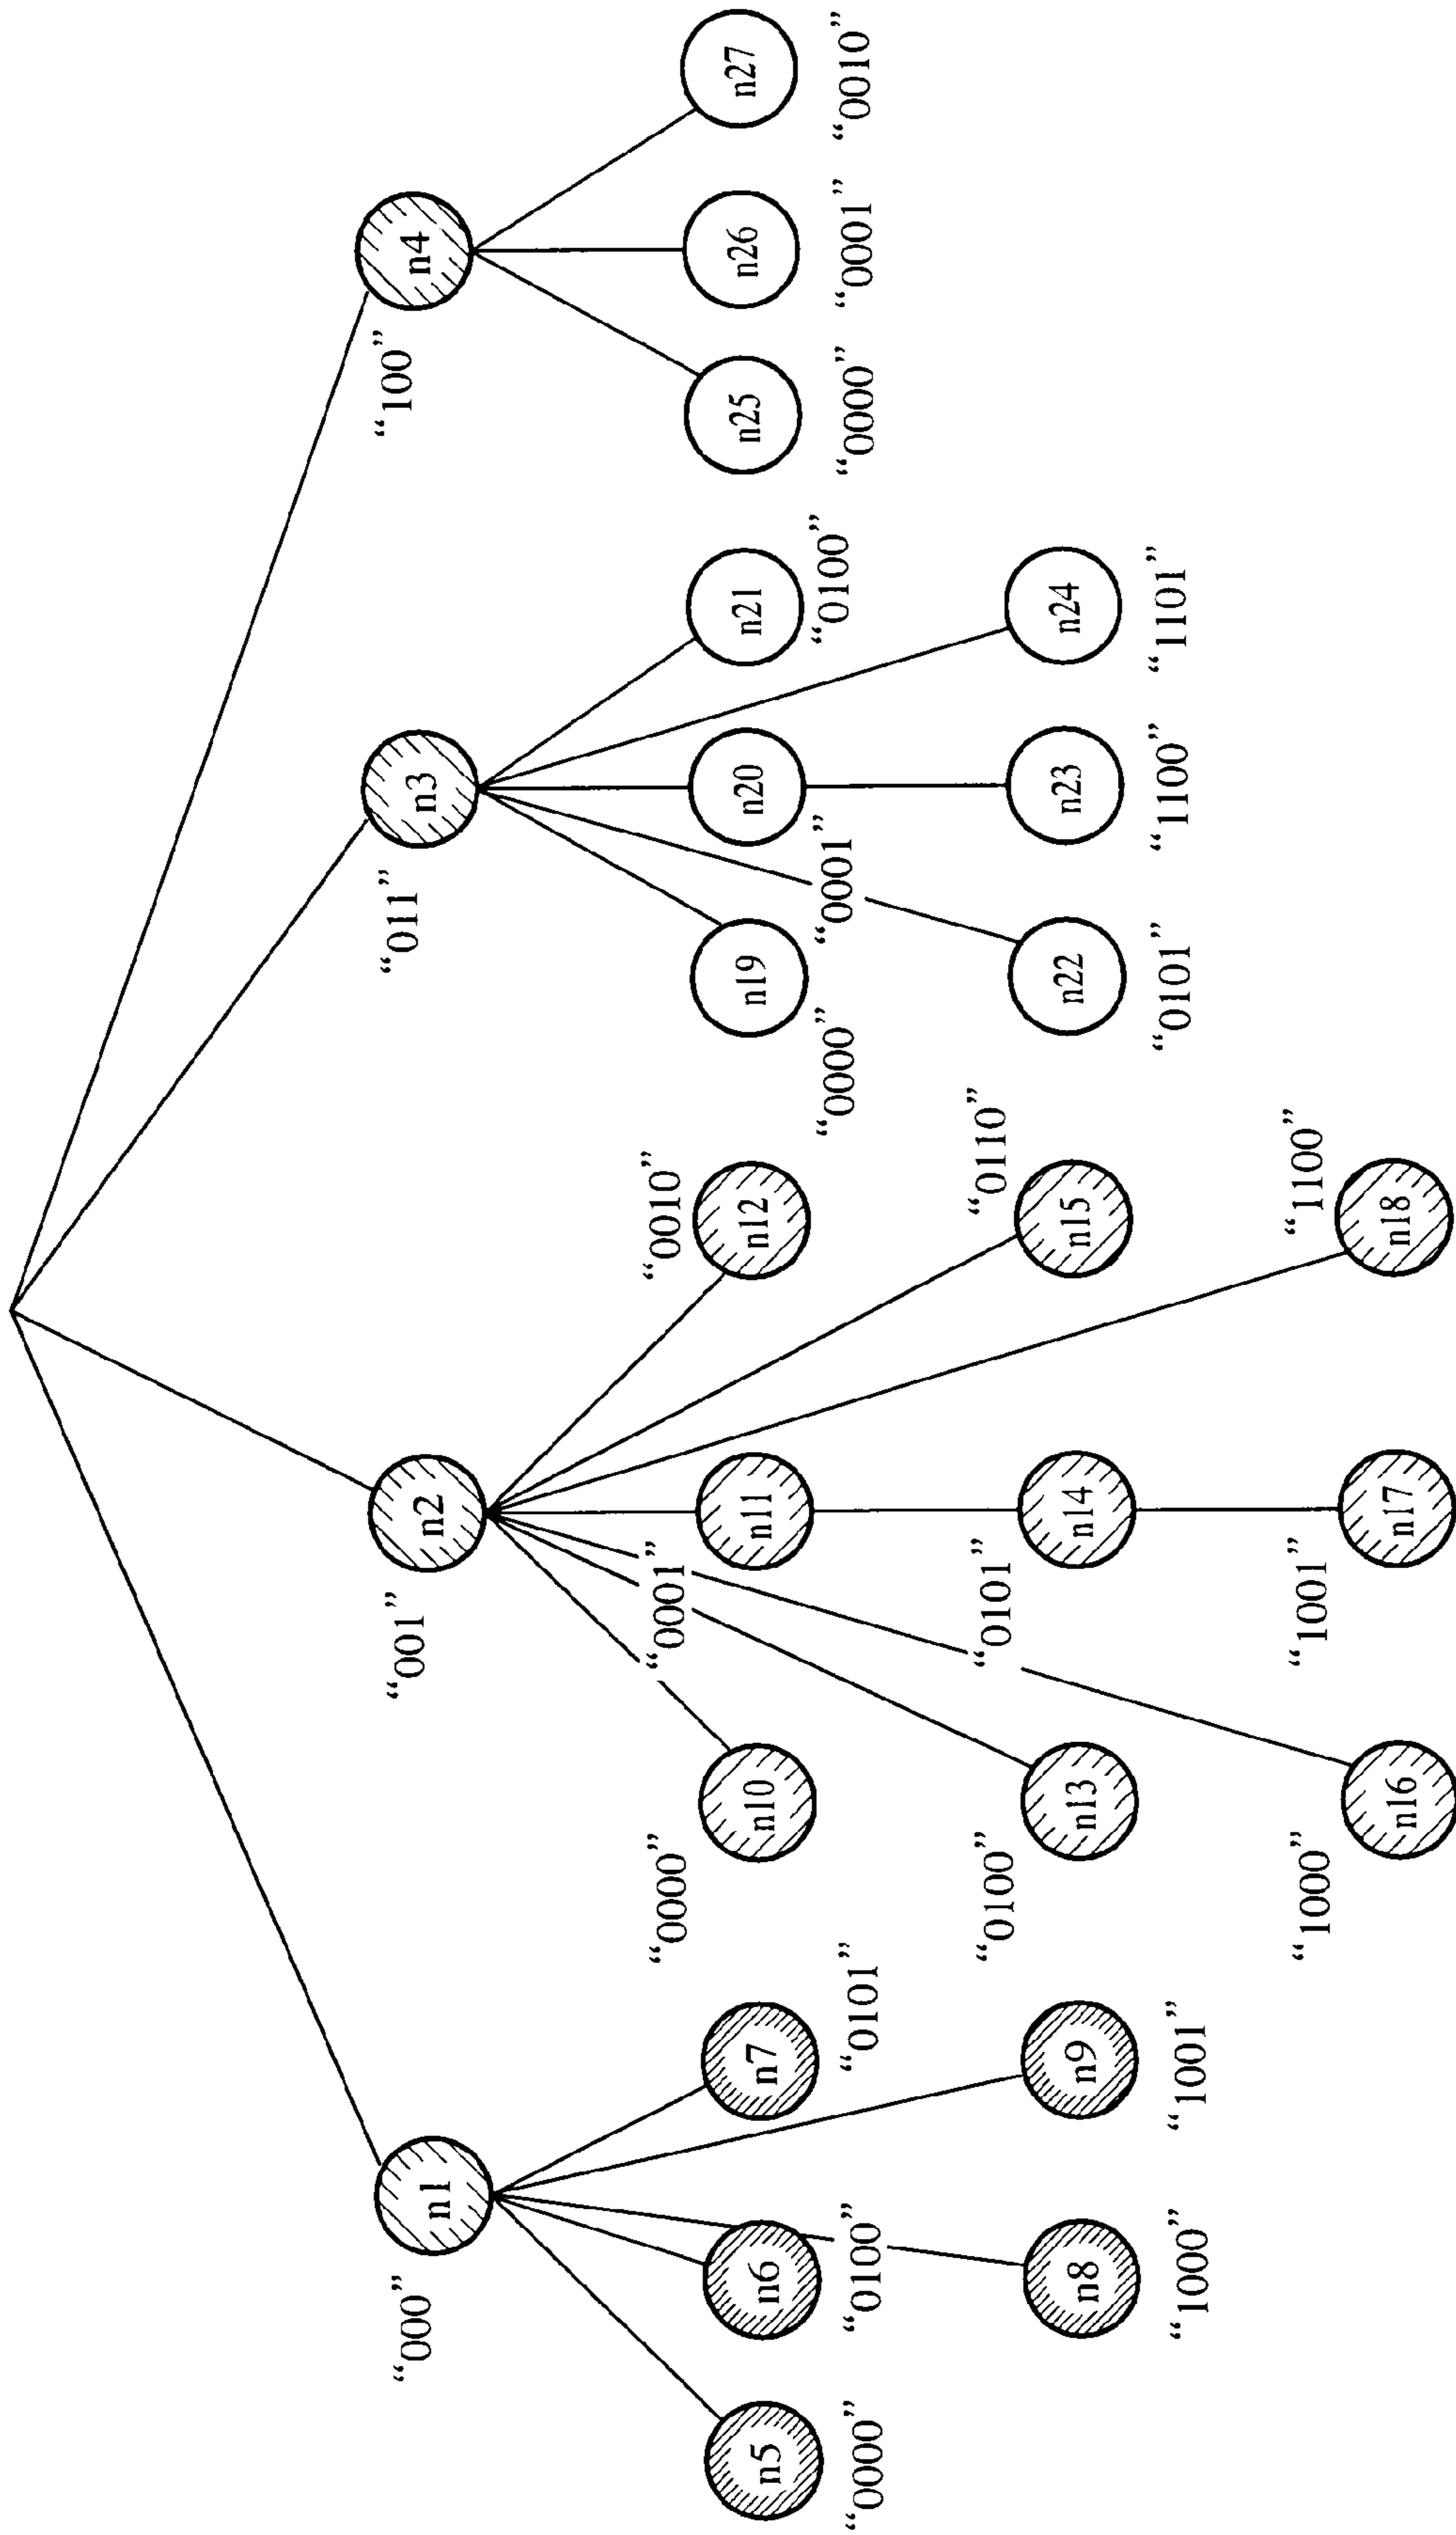 n1
“000”
n2
“001”
n3
“011”
n4
“100”
n5
“0000”
n6
“0100”
n7
“0101”
n8
“1000”
n9
“1001”
n10
“0000”
n11
“0001”
n12
“0010”
n13
“0100”
n14
“0101”
n15
“0110”
n16
“1000”
n17
“1001”
n18
“1100”
n19
“0000”
n20
“0001”
n21
“0100”
n22
“0101”
n23
“1100”
n24
“1101”
n25
“0000”
n26
“0001”
n27
“0010”